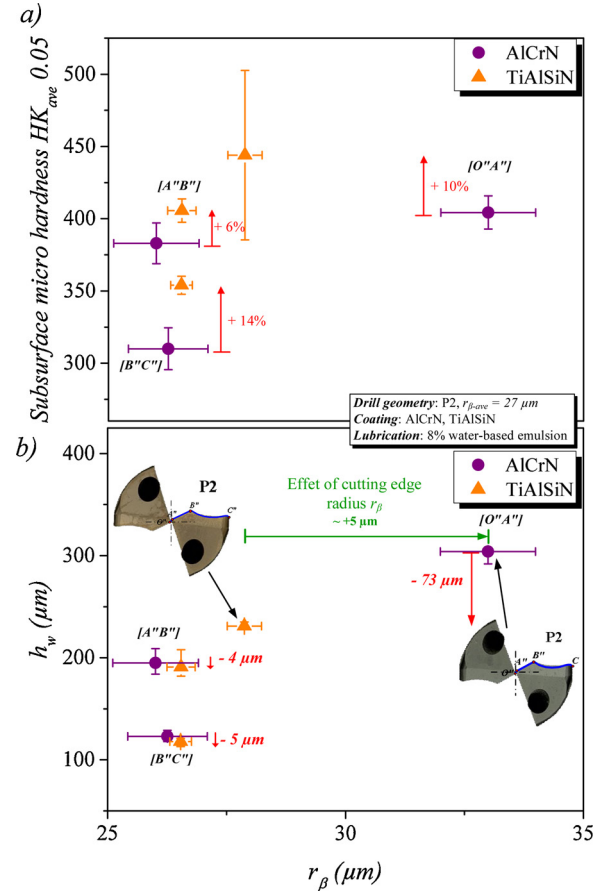 a)
Subsurface micro hardness HKave 0.05
500
450
400
350
300
AlCrN
TiAlSiN
[A"B"]
[O"A"]
+ 10%
+ 6%
+ 14%
[B"C"]
Drill geometry: P2, rβ-ave = 27 μm
Coating: AlCrN, TiAlSiN
Lubrication: 8% water-based emulsion
b)
hw (μm)
400
300
200
100
AlCrN
TiAlSiN
P2
A"
B"
C"
O"
Effet of cutting edge
radius rβ
~ +5 μm
[O"A"]
- 73 μm
[A"B"]
- 4 μm
P2
A"
B"
C
O"
- 5 μm
[B"C"]
25
30
35
rβ (μm)